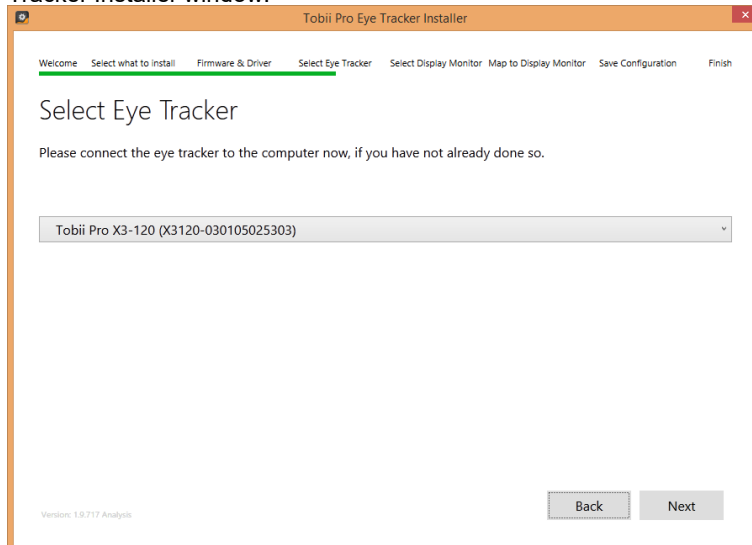 Tracker Installer window.
Tobii Pro Eye Tracker Installer
Welcome Select what to install Firmware & Driver Select Eye Tracker Select Display Monitor Map to Display Monitor Save Configuration Finish
Select Eye Tracker
Please connect the eye tracker to the computer now, if you have not already done so.
Tobii Pro X3-120 (X3120-030105025303)
Back Next
Version: 1.9.717 Analysis